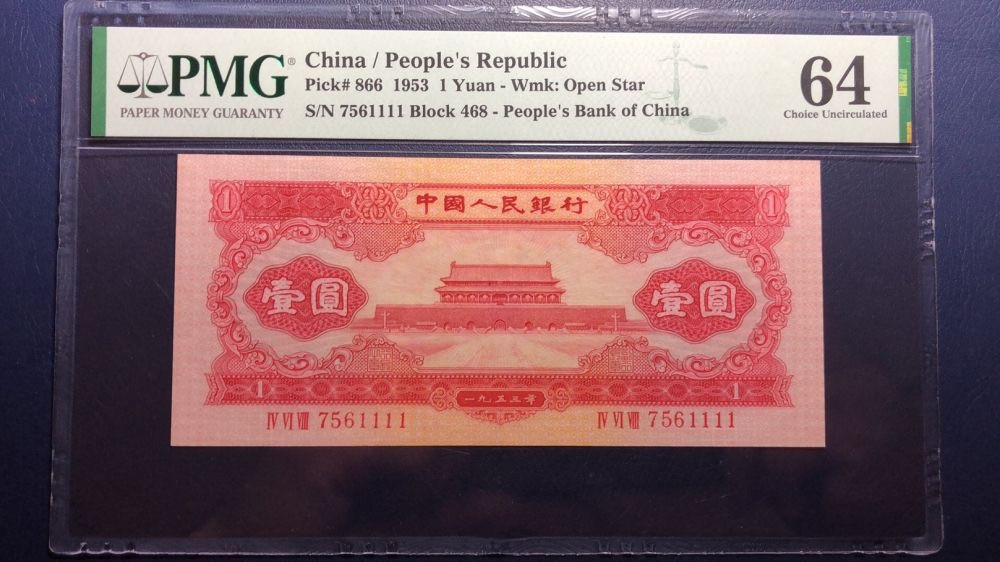 PMG®
PAPER MONEY GUARANTY
China / People's Republic
Pick# 866 1953 1 Yuan - Wmk: Open Star
S/N 7561111 Block 468 - People's Bank of China
64
Choice Uncirculated
1 中國人民銀行 1
壹圓 壹圓
1 一九五三年 1
IV VI VIII 7561111 IV VI VIII 7561111